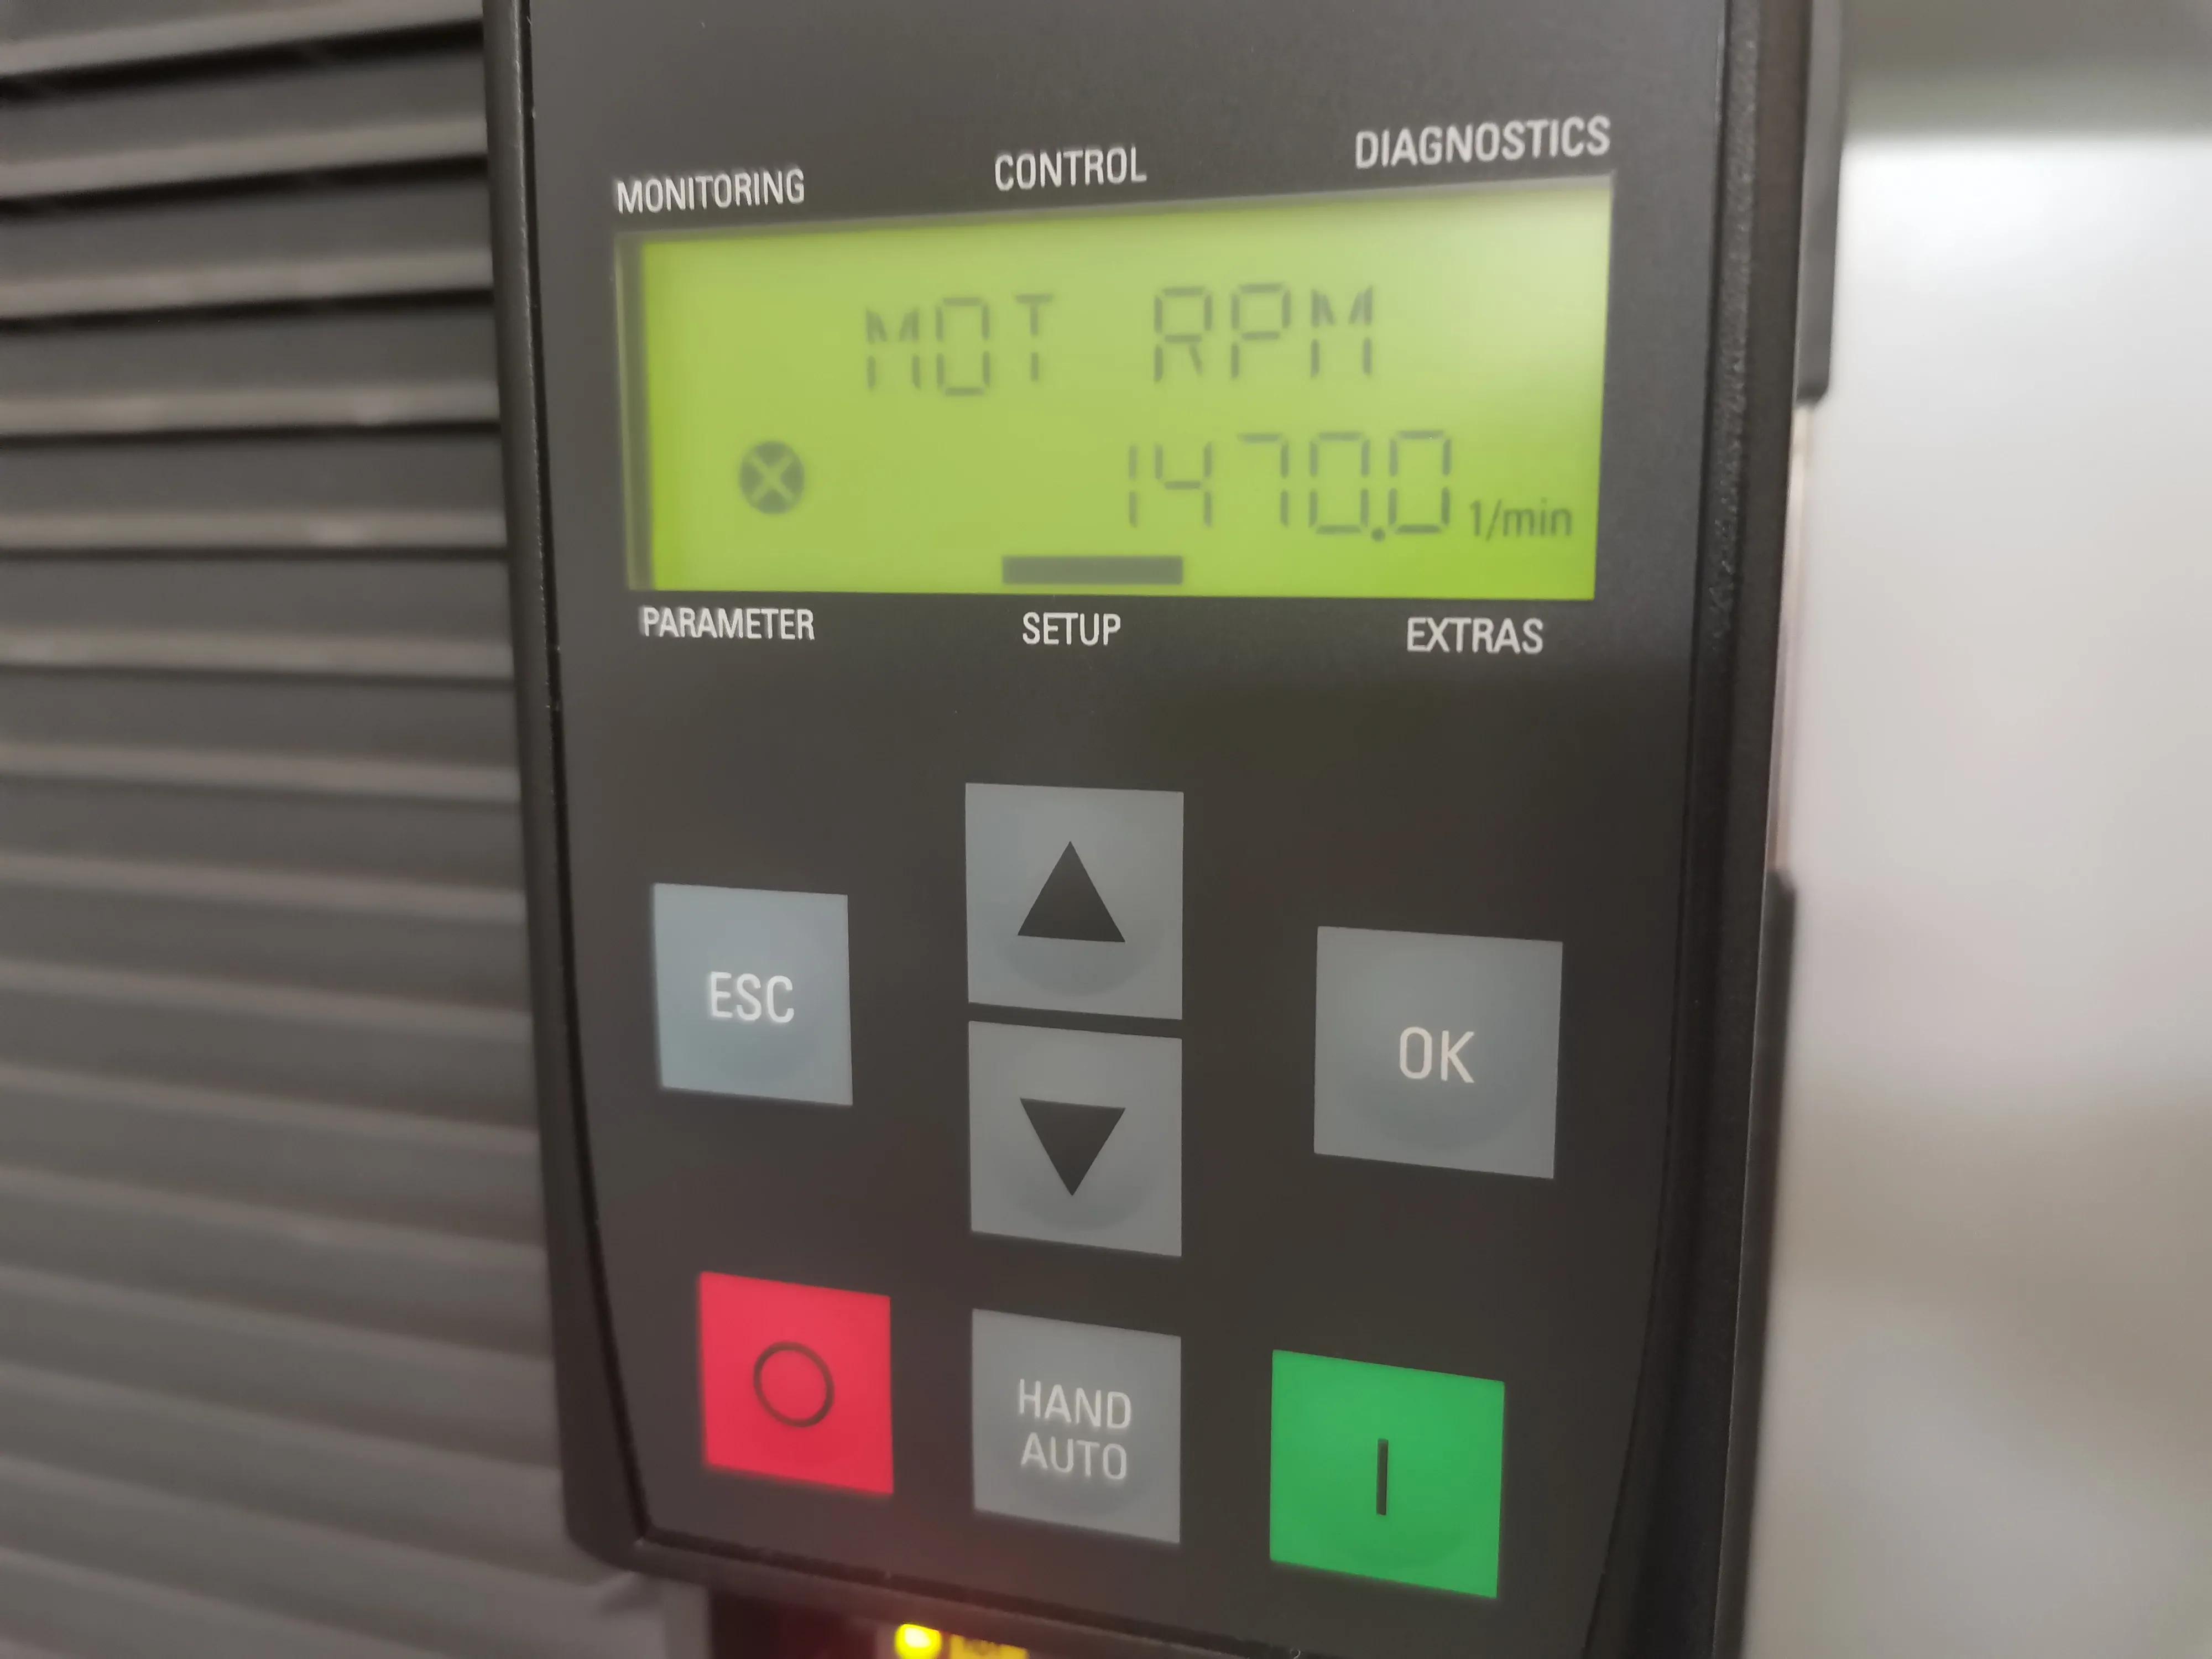 MONITORING CONTROL DIAGNOSTICS
MOT RPM
1470.0 1/min
PARAMETER SETUP EXTRAS
ESC
OK
HAND
AUTO